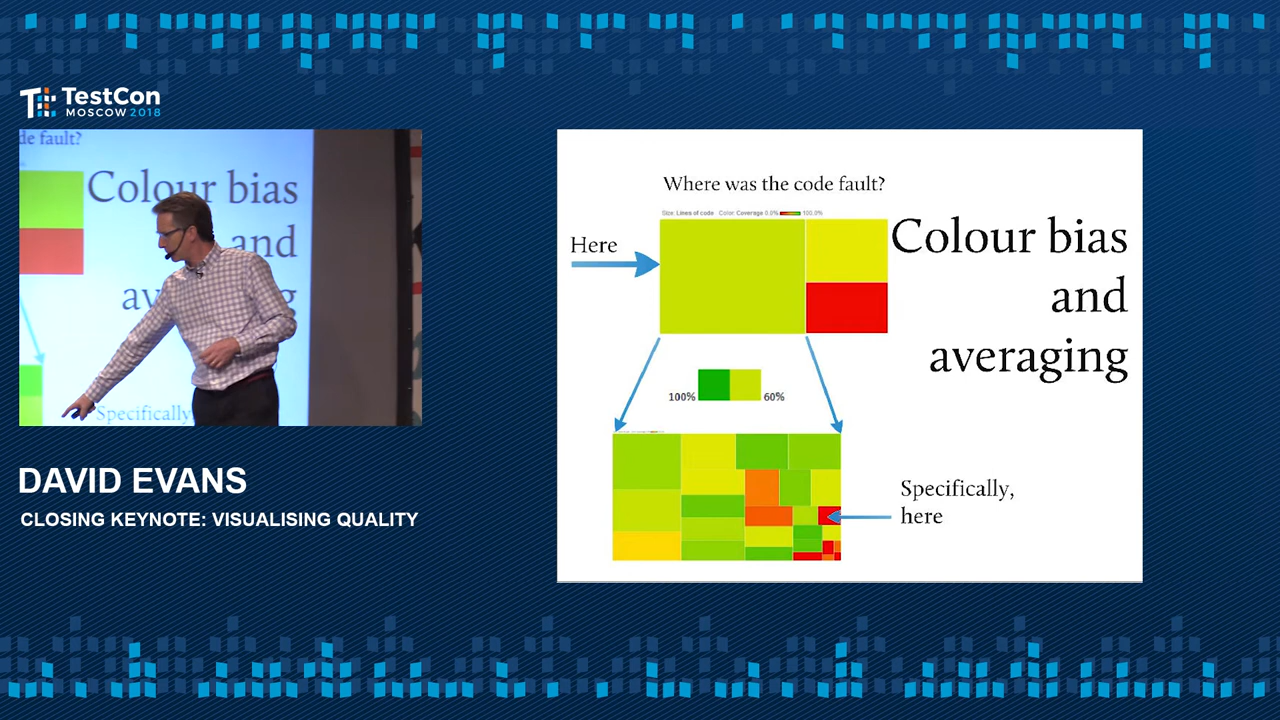 TestCon
MOSCOW 2018
de fault?
Colour bias
and
Specifically,
DAVID EVANS
CLOSING KEYNOTE: VISUALISING QUALITY
Where was the code fault?
Size: Lines of code Color: Coverage 0.0% 100.0%
Here
Colour bias
and
averaging
100% 60%
Specifically,
here